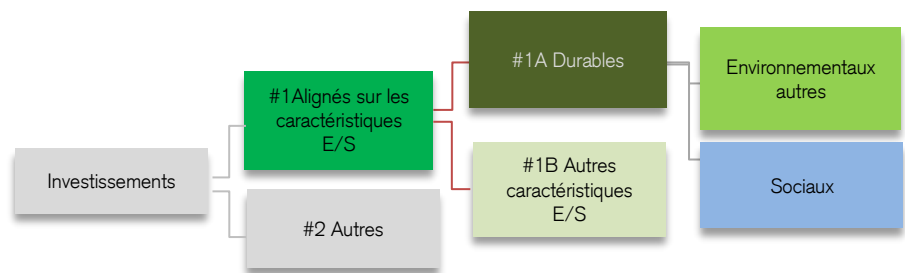 Investissements
#1Alignés sur les
caractéristiques
E/S
#2 Autres
#1A Durables
#1B Autres
caractéristiques
E/S
Environnementaux
autres
Sociaux